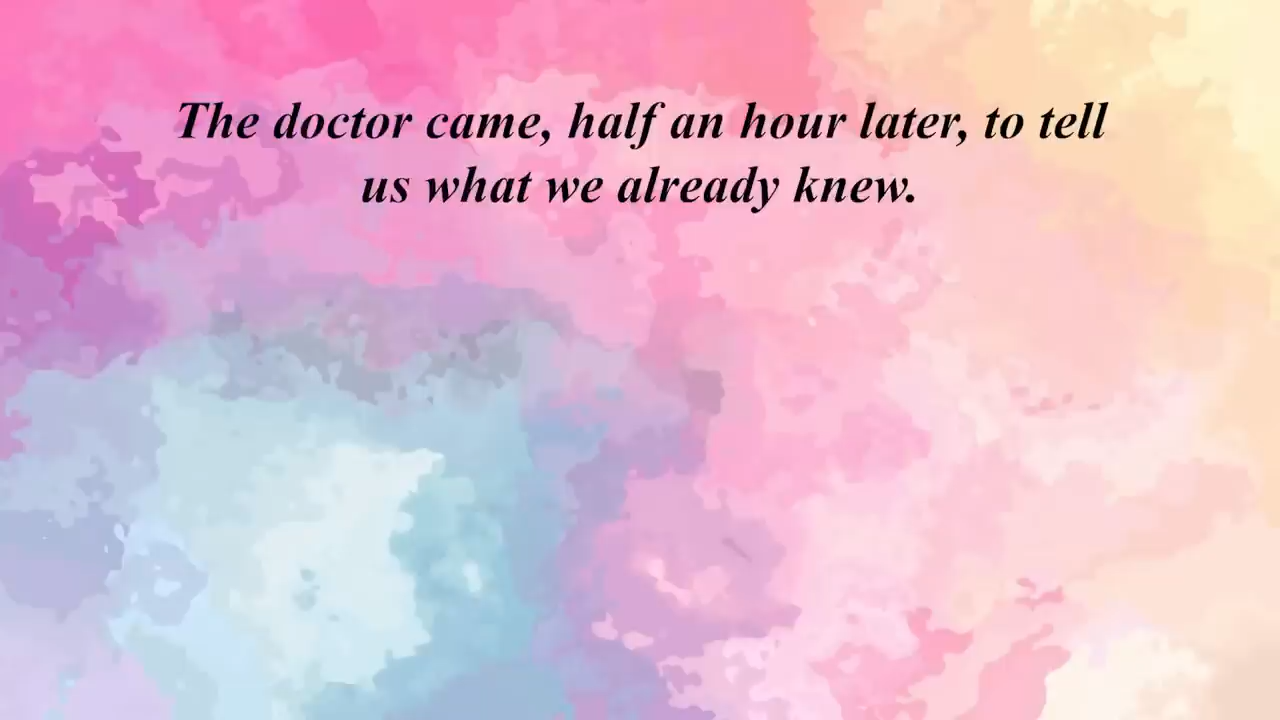 The doctor came, half an hour later, to tell
us what we already knew.